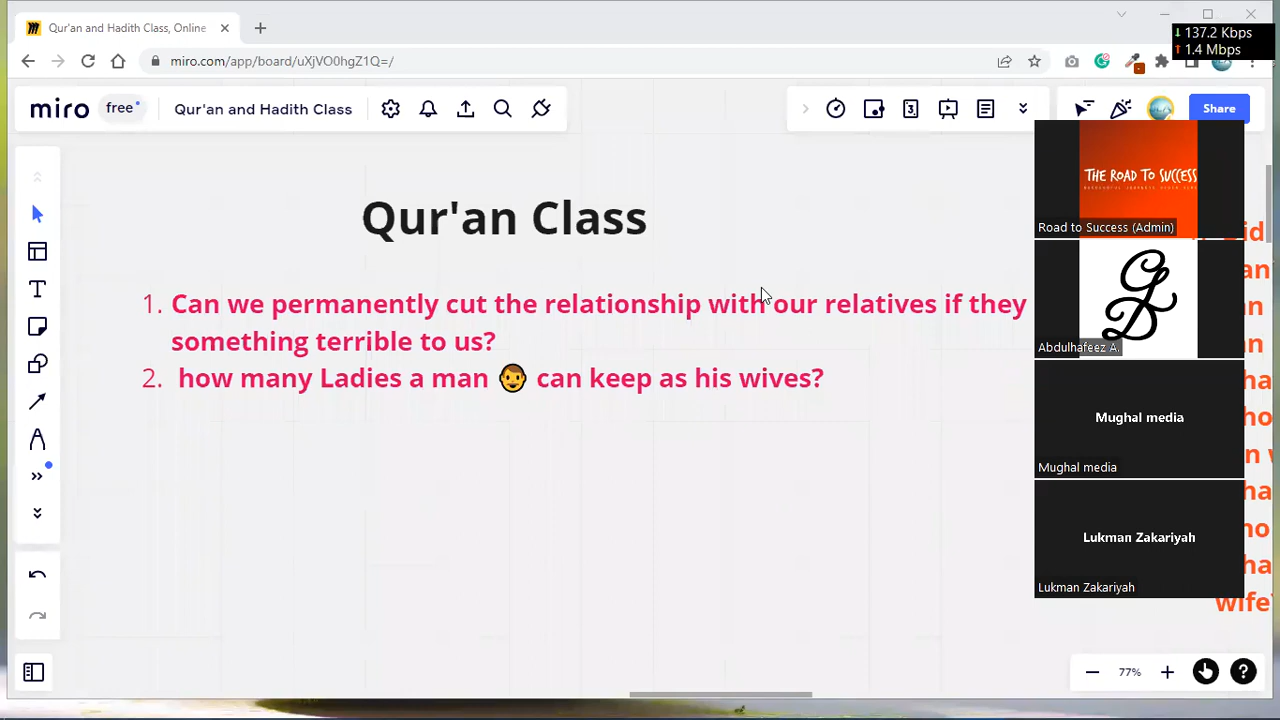 Qur'an and Hadith Class, Online
137.2 Kbps
1.4 Mbps
miro.com/app/board/uXjVO0hgZ1Q=/
miro free Qur'an and Hadith Class
Share
THE ROAD TO SUCCESS
Road to Success (Admin)
Qur'an Class
1. Can we permanently cut the relationship with our relatives if they
something terrible to us?
2. how many Ladies a man 👨 can keep as his wives?
Abdulhafeez A.
Mughal media
Mughal media
Lukman Zakariyah
Lukman Zakariyah
wife
77%